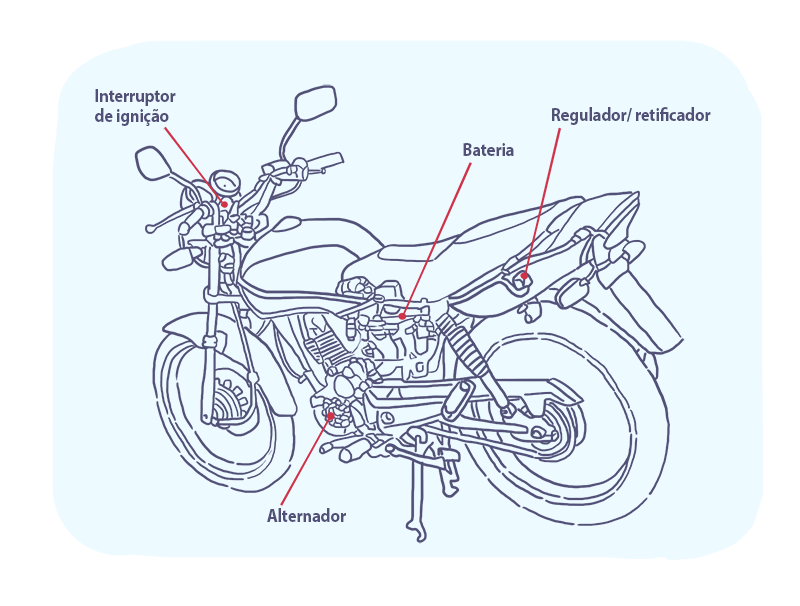 Interruptor
de ignição
Regulador/ retificador
Bateria
Alternador